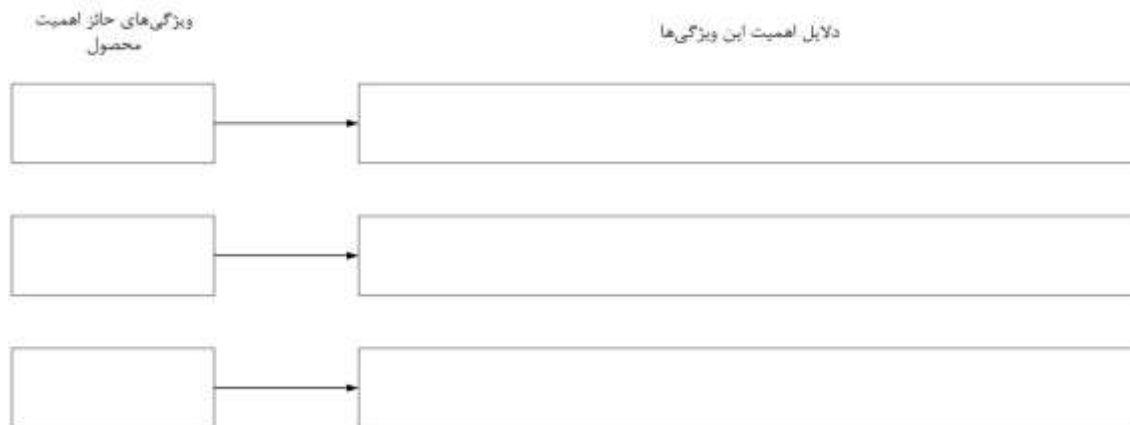 ویژگی‌های حائز اهمیت
محصول
دلایل اهمیت این ویژگی‌ها